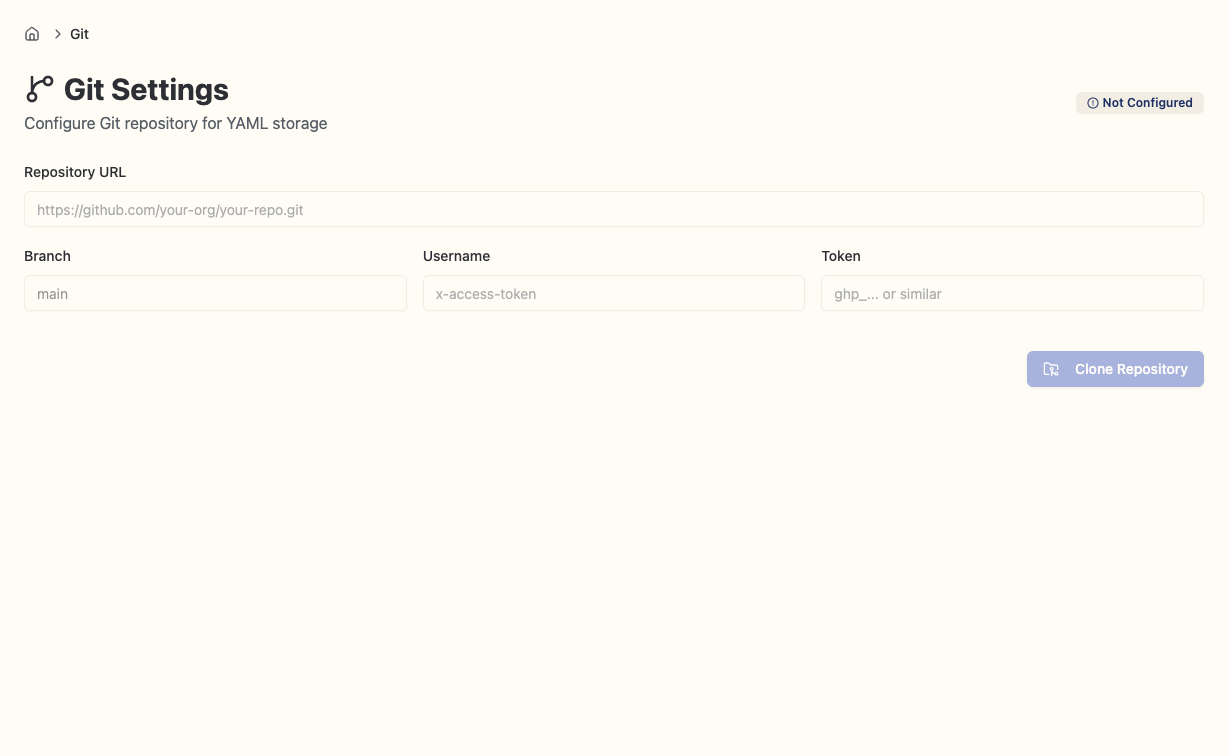 Git
Git Settings
Not Configured
Configure Git repository for YAML storage
Repository URL
https://github.com/your-org/your-repo.git
Branch
Username
Token
main
x-access-token
ghp_... or similar
Clone Repository